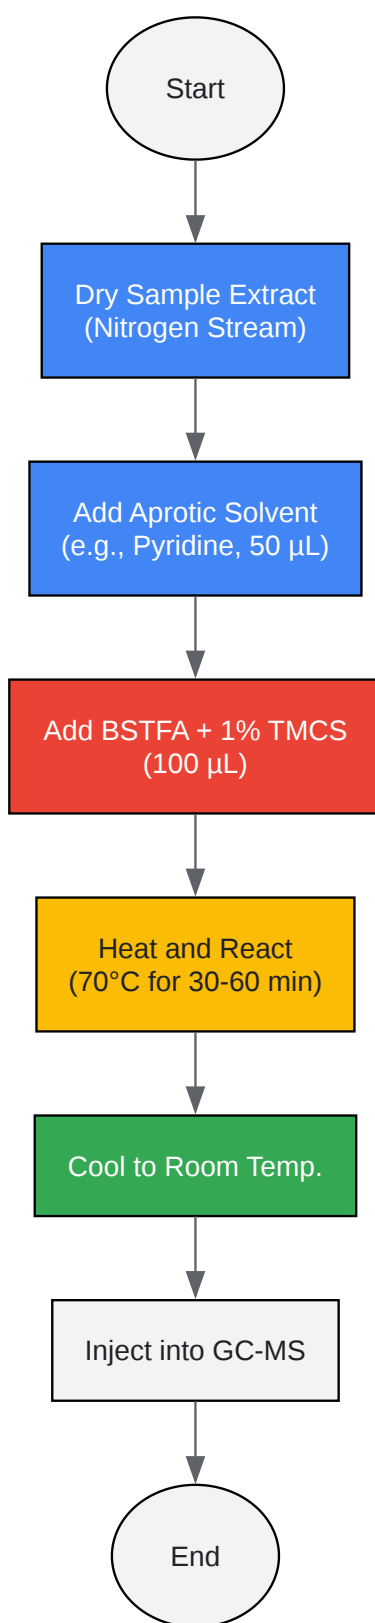 Start
Dry Sample Extract
(Nitrogen Stream)
Add Aprotic Solvent
(e.g., Pyridine, 50 µL)
Add BSTFA + 1% TMCS
(100 µL)
Heat and React
(70°C for 30-60 min)
Cool to Room Temp.
Inject into GC-MS
End